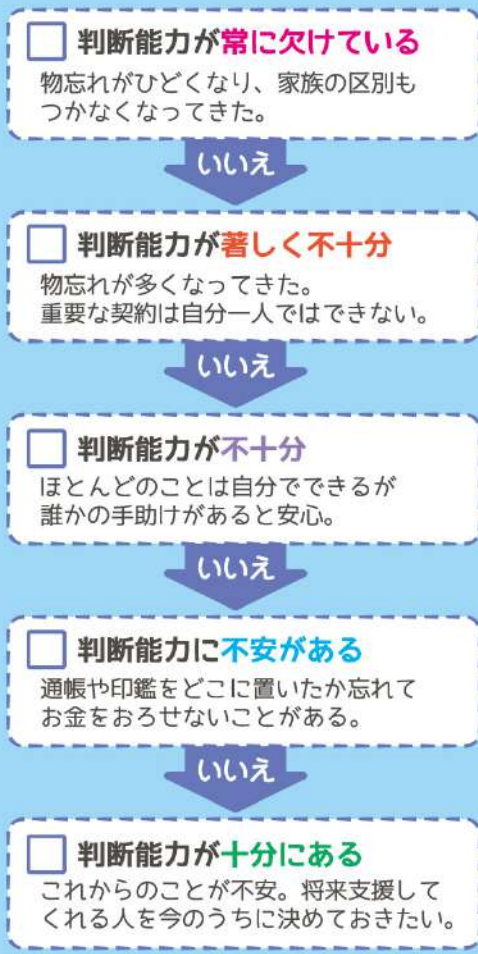 判断能力が常に欠けている
物忘れがひどくなり、家族の区別も
つかなくなってきた。
いいえ
判断能力が著しく不十分
物忘れが多くなってきた。
重要な契約は自分一人ではできない。
いいえ
判断能力が不十分
ほとんどのことは自分でできるが
誰かの手助けがあると安心。
いいえ
判断能力に不安がある
通帳や印鑑をどこに置いたか忘れて
お金をおろせないことがある。
いいえ
判断能力が十分にある
これからのことが不安。将来支援して
くれる人を今のうちに決めておきたい。